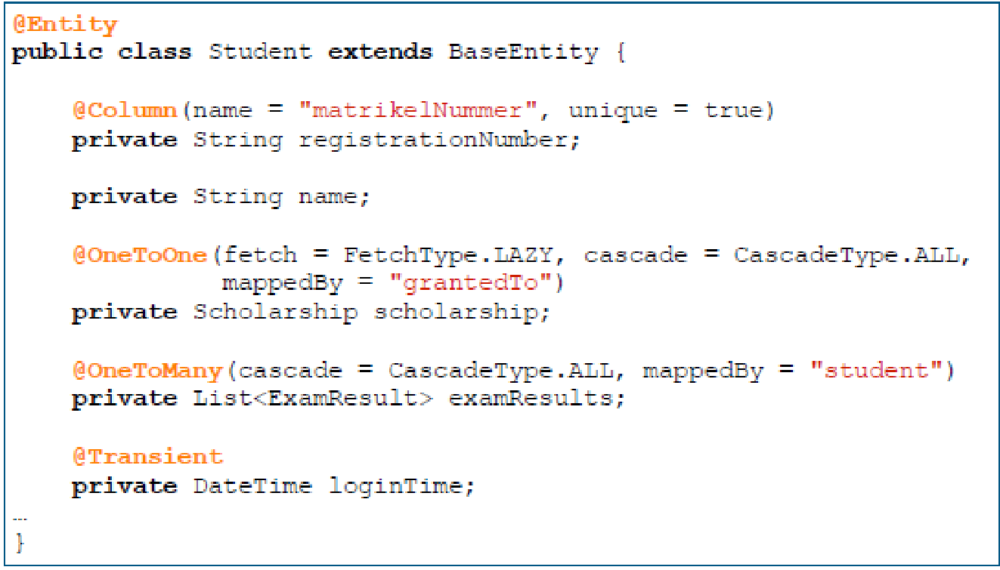 @Entity
public class Student extends BaseEntity {
@Column(name = "matrikelNummer", unique = true)
private String registrationNumber;
private String name;
@OneToOne(fetch = FetchType.LAZY, cascade = CascadeType.ALL,
mappedBy = "grantedTo")
private Scholarship scholarship;
@OneToMany(cascade = CascadeType.ALL, mappedBy = "student")
private List<ExamResult> examResults;
@Transient
private DateTime loginTime;
…
}